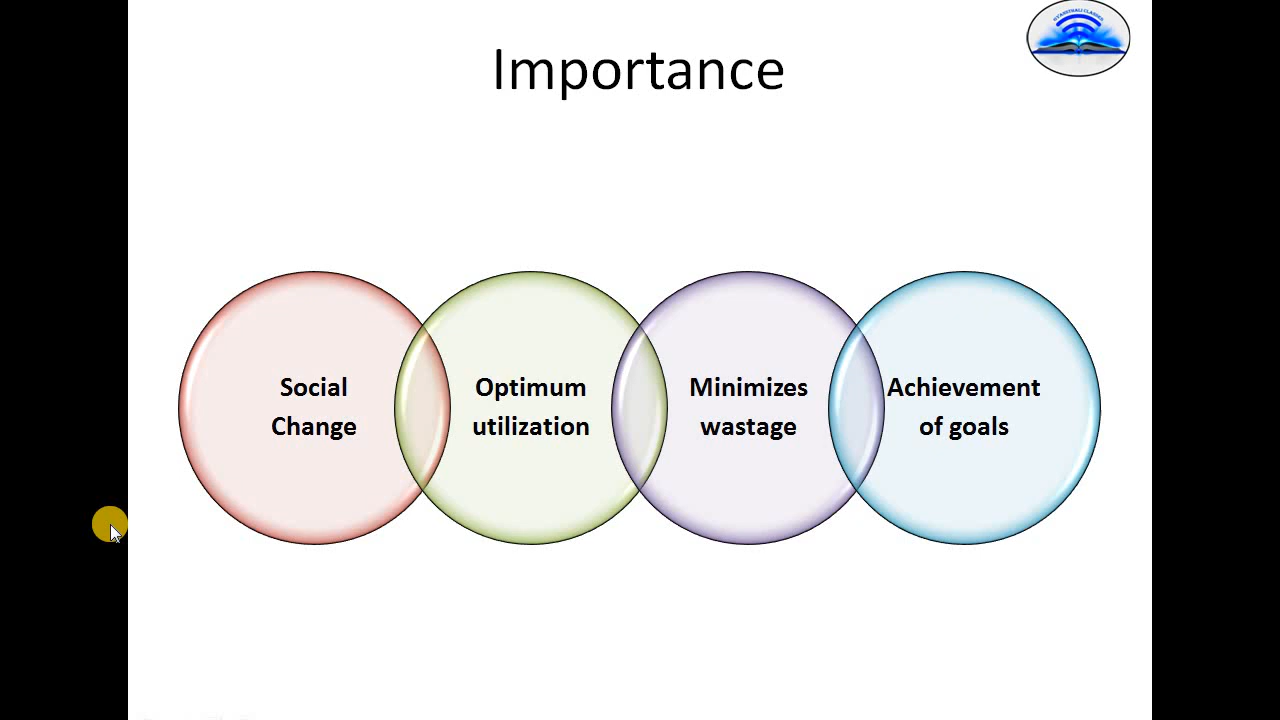 Importance
Social
Change
Optimum
utilization
Minimizes
wastage
Achievement
of goals